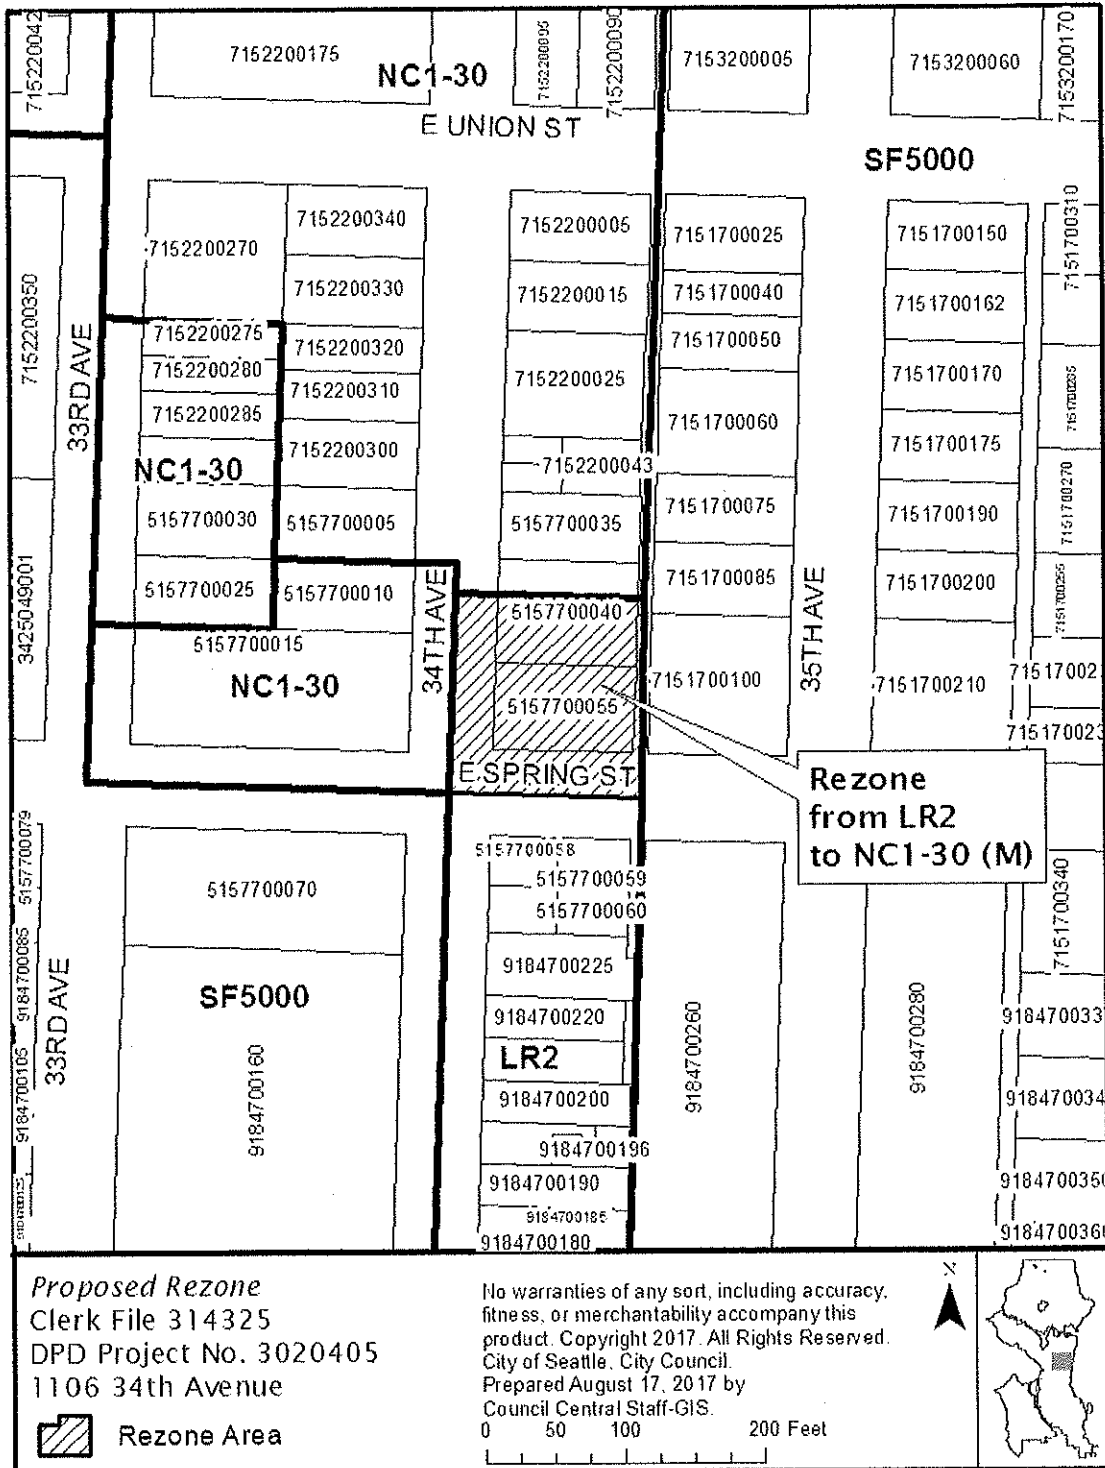 715220042
7152200175
NC1-30
7152200095
7152200090
7153200005
7153200060
7153200170
E UNION ST
SF5000
7152200340
7152200005
7151700025
7151700150
7151700310
7152200270
7152200330
7152200015
7151700040
7151700162
7152200350
33RD AVE
7152200275
7152200320
7151700050
7152200280
7152200310
7152200025
7151700170
7151700265
7152200285
7151700060
7151700175
NC1-30
7152200300
7152200043
7151700270
5157700030
5157700005
5157700035
7151700075
7151700190
3425049001
5157700025
5157700010
34TH AVE
5157700040
7151700085
35TH AVE
7151700200
7151700255
5157700015
NC1-30
5157700055
7151700100
7151700210
715170021
715170023
E SPRING ST
Rezone
from LR2
to NC1-30 (M)
5157700079
5157700058
5157700070
5157700059
5157700060
7151700340
9184700085
33RD AVE
SF5000
9184700225
9184700220
9184700260
9184700280
918470033
LR2
9184700105
9184700160
9184700200
918470034
9184700196
9184700190
918470035
9184700185
9184700180
918470036
Proposed Rezone
Clerk File 314325
DPD Project No. 3020405
1106 34th Avenue
Rezone Area
No warranties of any sort, including accuracy,
fitness, or merchantability accompany this
product. Copyright 2017. All Rights Reserved.
City of Seattle, City Council.
Prepared August 17, 2017 by
Council Central Staff-GIS.
0 50 100 200 Feet
N